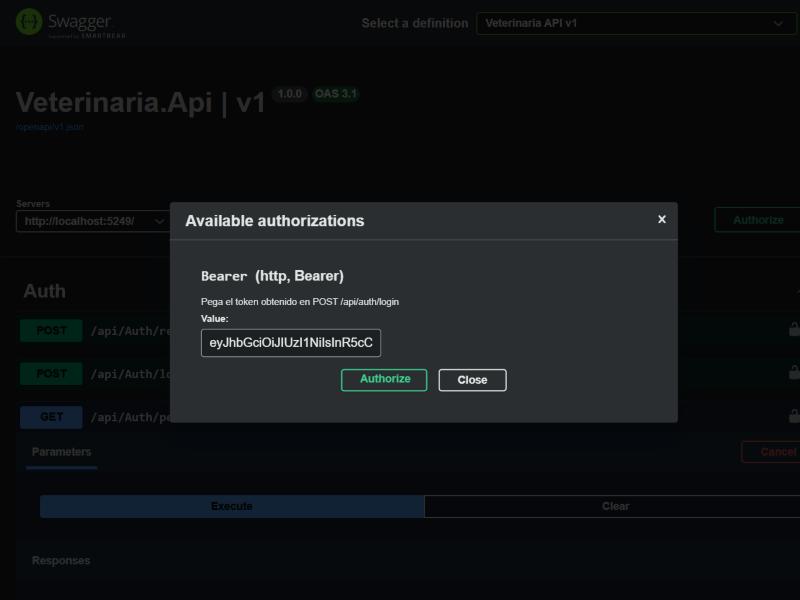 Swagger.
Supported by SMARTBEAR
Select a definition
Veterinaria API v1
Veterinaria.Api | v1 1.0.0 OAS 3.1
/openapi/v1.json
Servers
http://localhost:5249/
Authorize
Available authorizations
×
Bearer (http, Bearer)
Pega el token obtenido en POST /api/auth/login
Value:
eyJhbGciOiJIUzI1NiIsInR5cC
Authorize
Close
Auth
POST /api/Auth/re
POST /api/Auth/lo
GET /api/Auth/pe
Parameters
Cancel
Execute
Clear
Responses